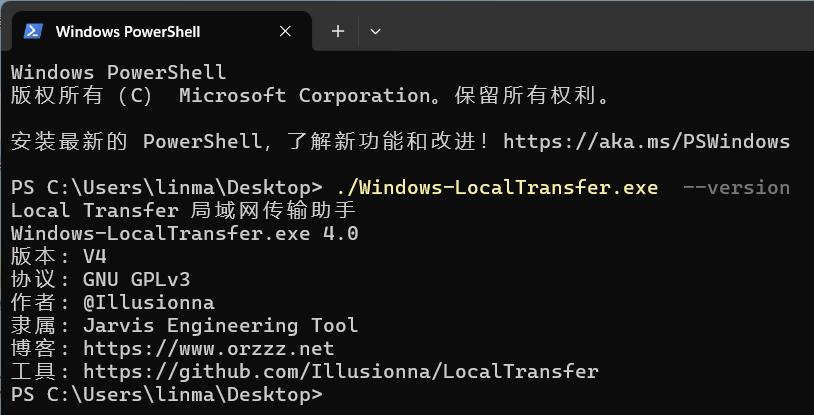 Windows PowerShell
Windows PowerShell
版权所有（C） Microsoft Corporation。保留所有权利。
安装最新的 PowerShell，了解新功能和改进！https://aka.ms/PSWindows
PS C:\Users\linma\Desktop> ./Windows-LocalTransfer.exe  --version
Local Transfer 局域网传输助手
Windows-LocalTransfer.exe 4.0
版本: V4
协议: GNU GPLv3
作者: @Illusionna
隶属: Jarvis Engineering Tool
博客: https://www.orzzz.net
工具: https://github.com/Illusionna/LocalTransfer
PS C:\Users\linma\Desktop>